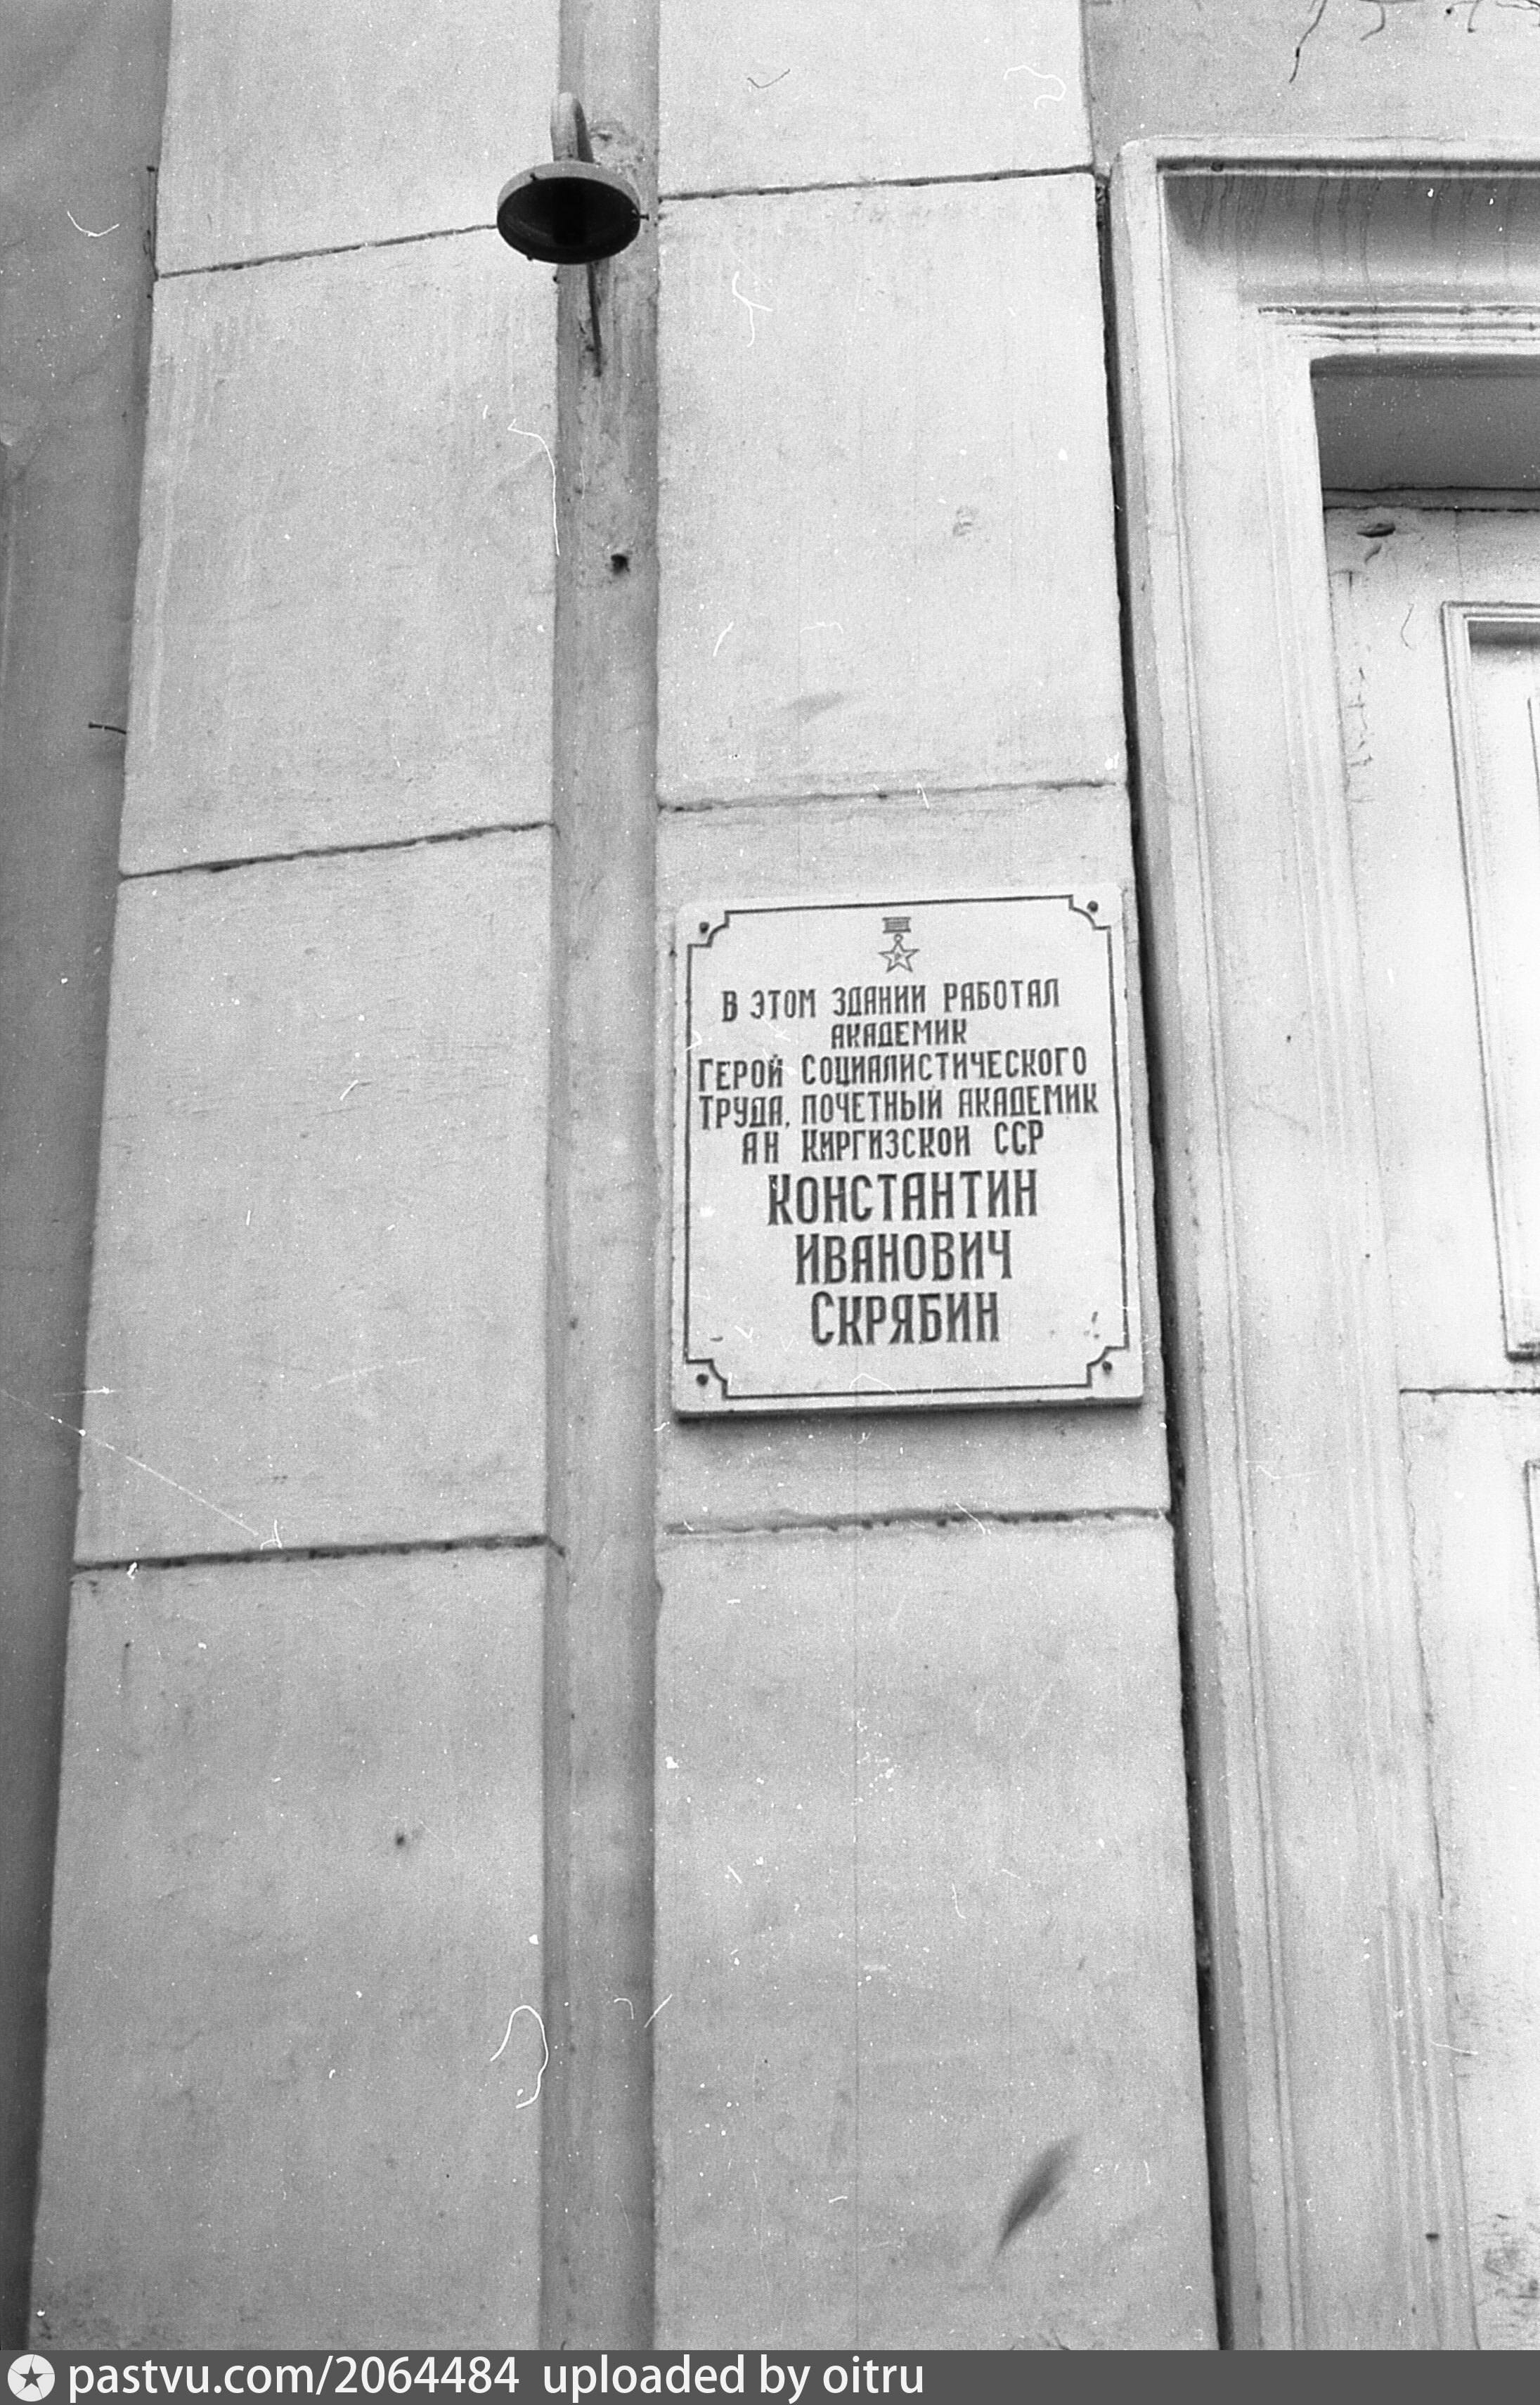 В ЭТОМ ЗДАНИИ РАБОТАЛ
АКАДЕМИК
ГЕРОЙ СОЦИАЛИСТИЧЕСКОГО
ТРУДА, ПОЧЕТНЫЙ АКАДЕМИК
АН КИРГИЗСКОЙ ССР
КОНСТАНТИН
ИВАНОВИЧ
СКРЯБИН
pastvu.com/2064484 uploaded by oitru